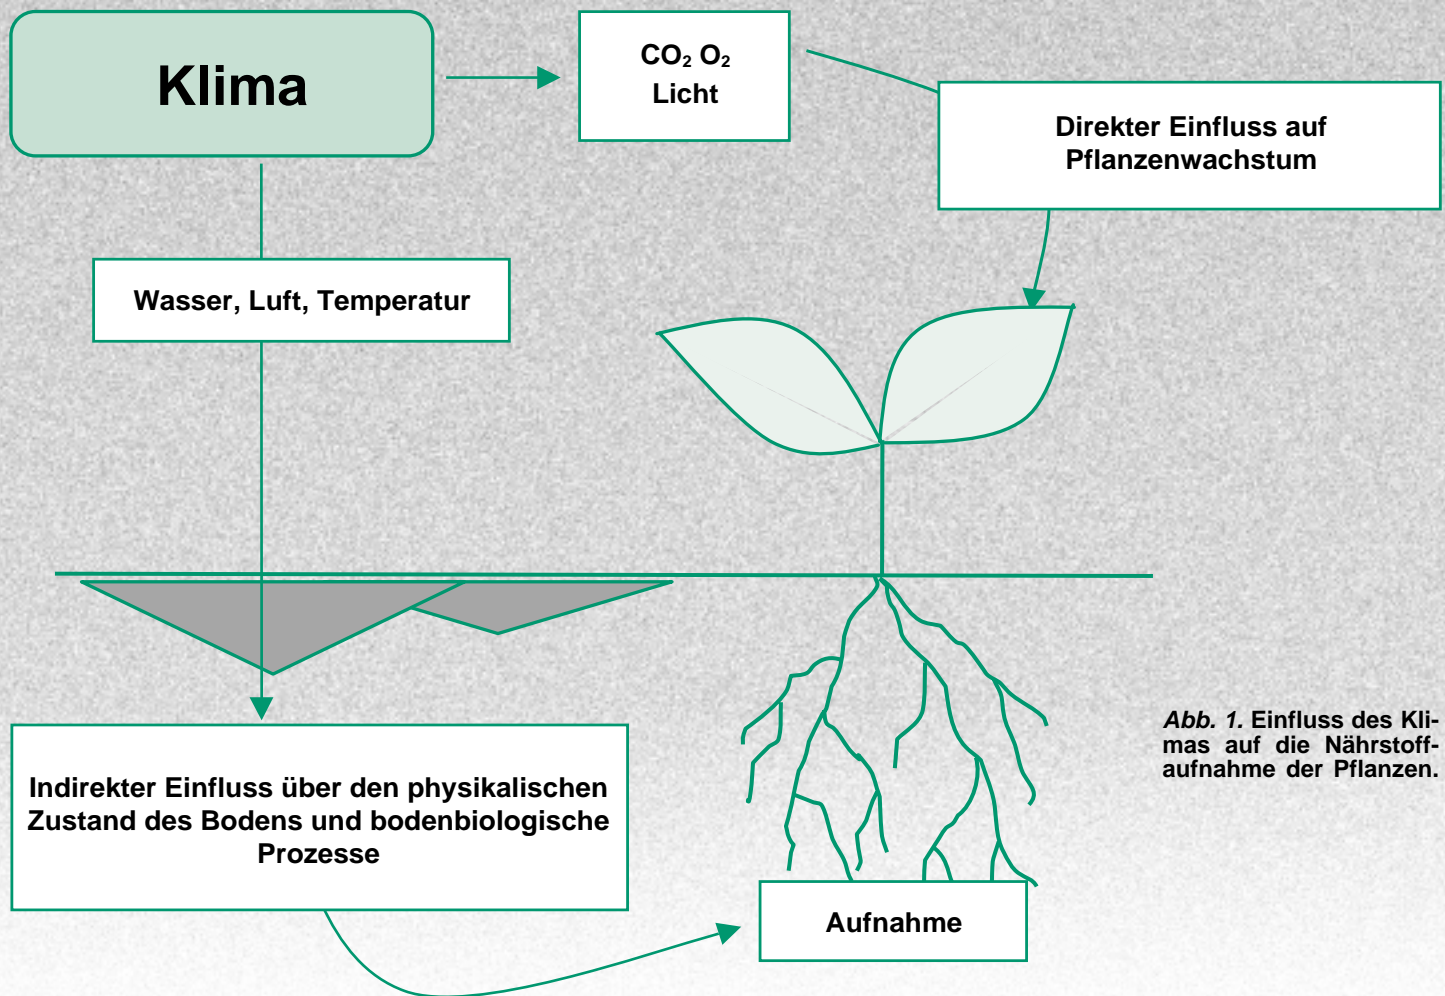 Klima
CO₂ O₂
Licht
Direkter Einfluss auf
Pflanzenwachstum
Wasser, Luft, Temperatur
Abb. 1. Einfluss des Kli-
mas auf die Nährstoff-
aufnahme der Pflanzen.
Indirekter Einfluss über den physikalischen
Zustand des Bodens und bodenbiologische
Prozesse
Aufnahme